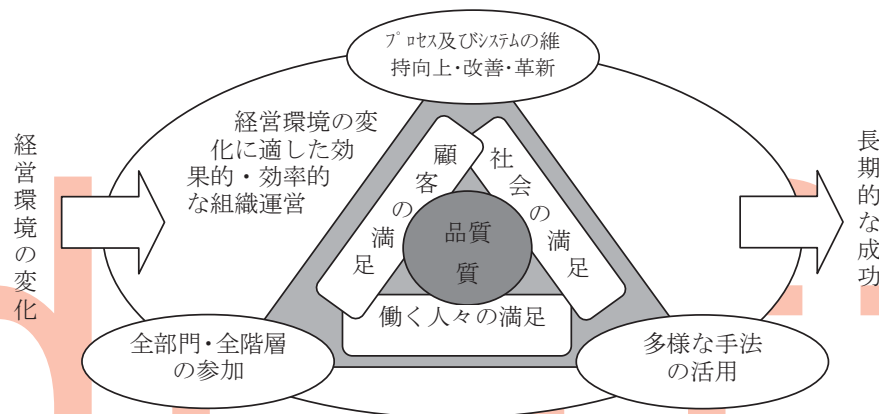 プロセス及びシステムの維
持向上・改善・革新
経営環境の変
化に適した効
果的・効率的
な組織運営
経営環境の変化
顧客の満足
社会の満足
品質
質
働く人々の満足
全部門・全階層
の参加
多様な手法
の活用
長期的な成功